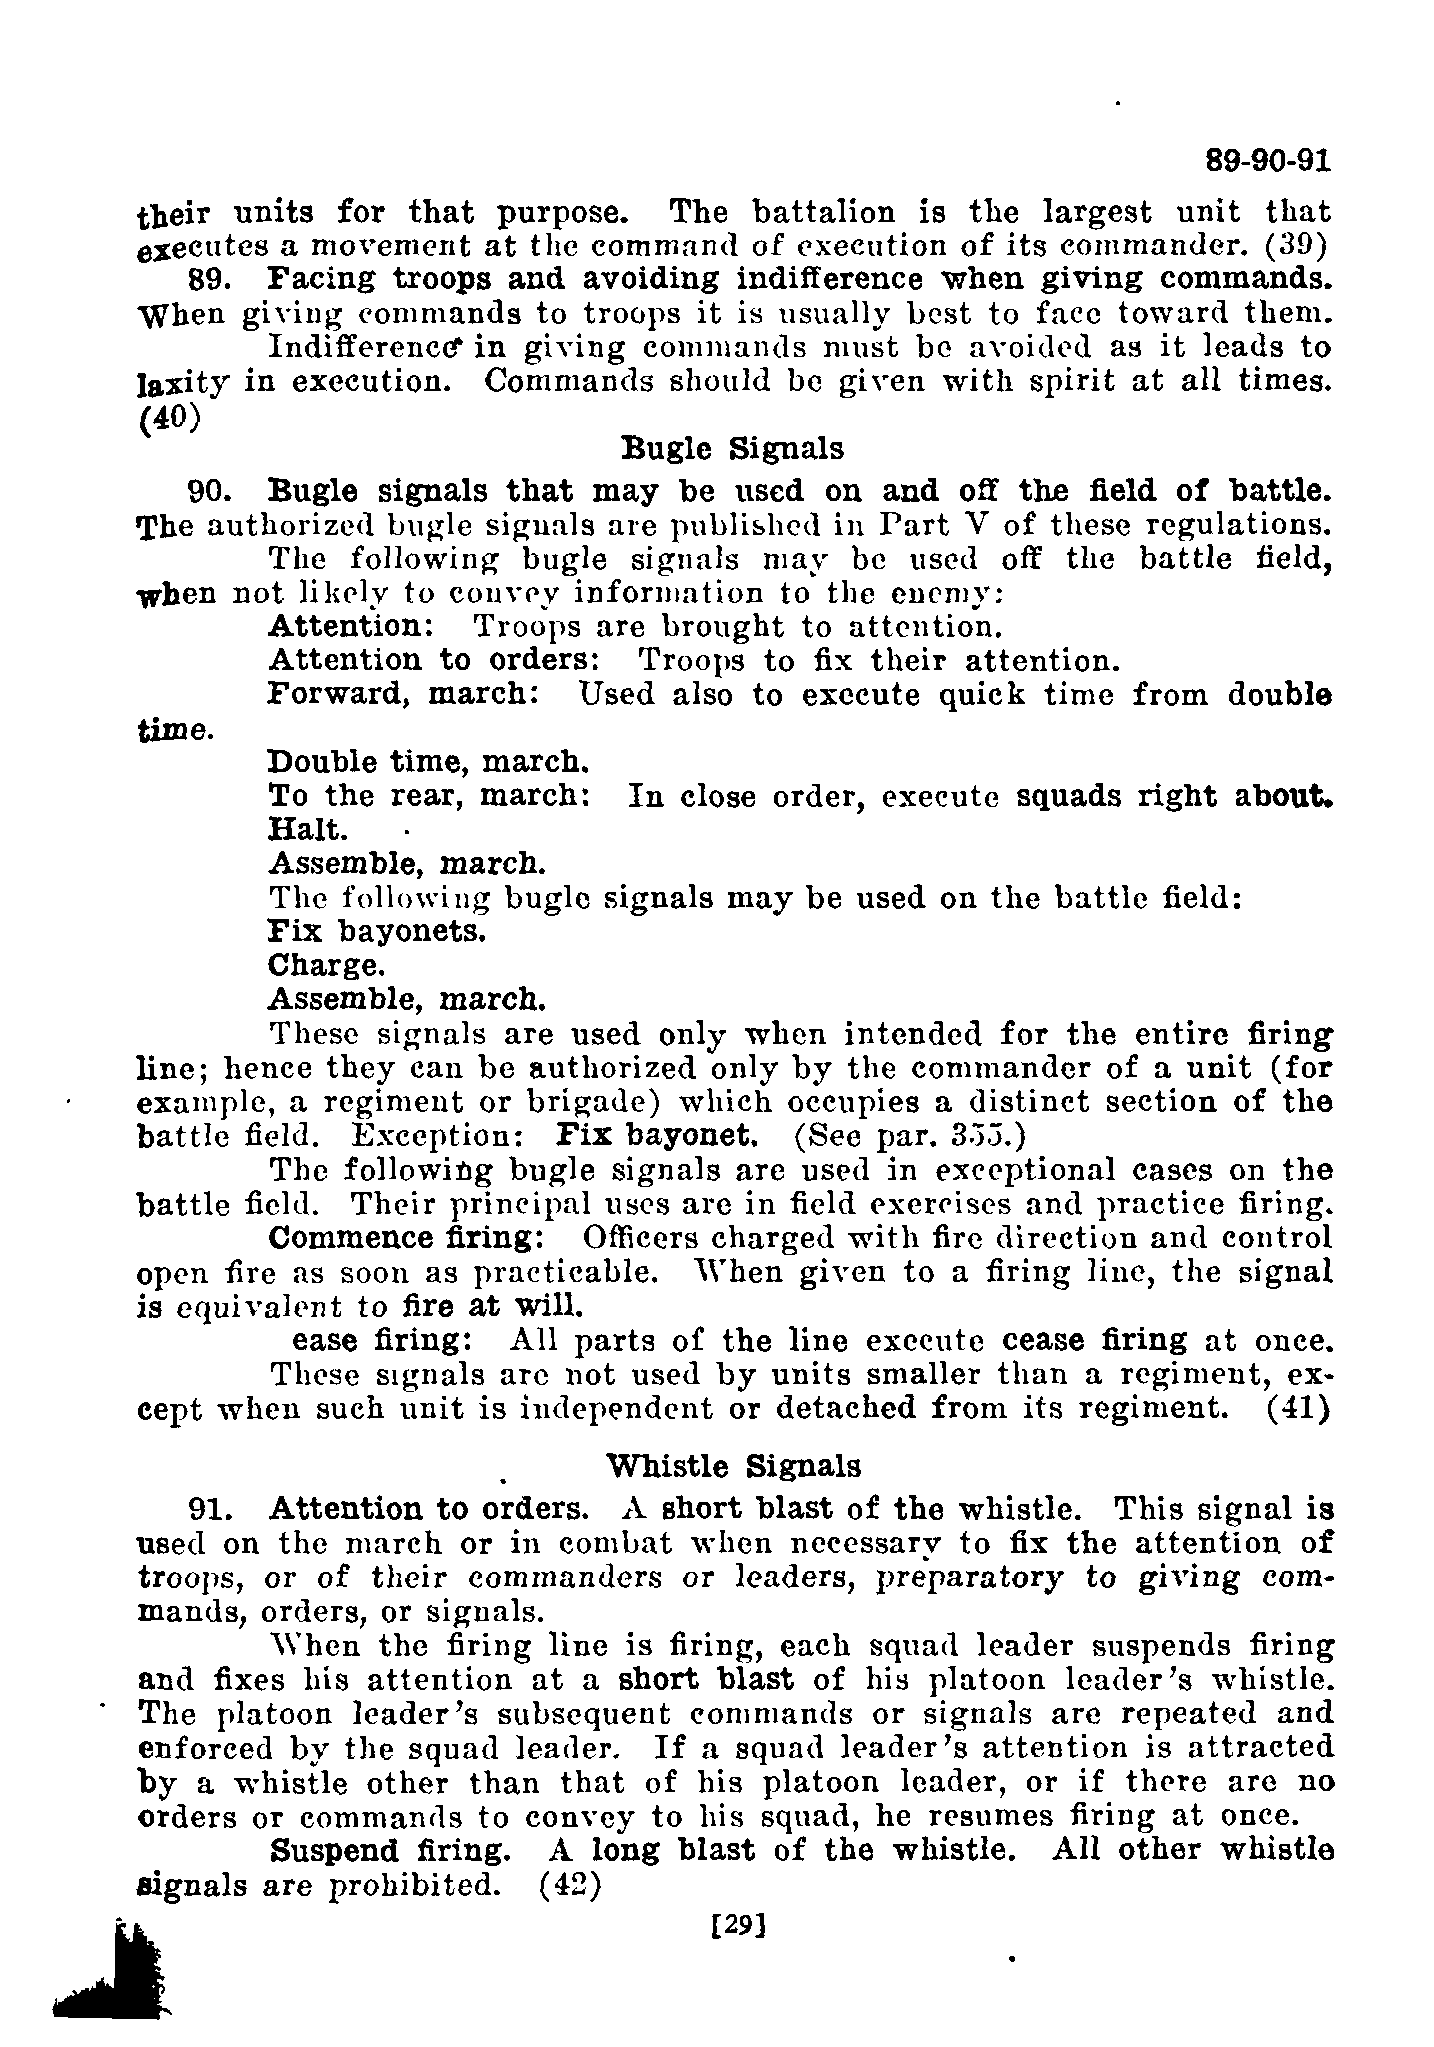 89-90-91
their units for that purpose. The battalion is the largest unit that
executes a movement at the command of execution of its commander. (39)
89. Facing troops and avoiding indifference when giving commands.
When giving commands to troops it is usually best to face toward them.
Indifference in giving commands must be avoided as it leads to
laxity in execution. Commands should be given with spirit at all times.
(40)
Bugle Signals
90. Bugle signals that may be used on and off the field of battle.
The authorized bugle signals are published in Part V of these regulations.
The following bugle signals may be used off the battle field,
when not likely to convey information to the enemy:
Attention: Troops are brought to attention.
Attention to orders: Troops to fix their attention.
Forward, march: Used also to execute quick time from double
time.
Double time, march.
To the rear, march: In close order, execute squads right about.
Halt.
Assemble, march.
The following bugle signals may be used on the battle field:
Fix bayonets.
Charge.
Assemble, march.
These signals are used only when intended for the entire firing
line; hence they can be authorized only by the commander of a unit (for
example, a regiment or brigade) which occupies a distinct section of the
battle field. Exception: Fix bayonet. (See par. 355.)
The following bugle signals are used in exceptional cases on the
battle field. Their principal uses are in field exercises and practice firing.
Commence firing: Officers charged with fire direction and control
open fire as soon as practicable. When given to a firing line, the signal
is equivalent to fire at will.
ease firing: All parts of the line execute cease firing at once.
These signals are not used by units smaller than a regiment, ex-
cept when such unit is independent or detached from its regiment. (41)
Whistle Signals
91. Attention to orders. A short blast of the whistle. This signal is
used on the march or in combat when necessary to fix the attention of
troops, or of their commanders or leaders, preparatory to giving com-
mands, orders, or signals.
When the firing line is firing, each squad leader suspends firing
and fixes his attention at a short blast of his platoon leader's whistle.
The platoon leader's subsequent commands or signals are repeated and
enforced by the squad leader. If a squad leader's attention is attracted
by a whistle other than that of his platoon leader, or if there are no
orders or commands to convey to his squad, he resumes firing at once.
Suspend firing. A long blast of the whistle. All other whistle
signals are prohibited. (42)
[29]